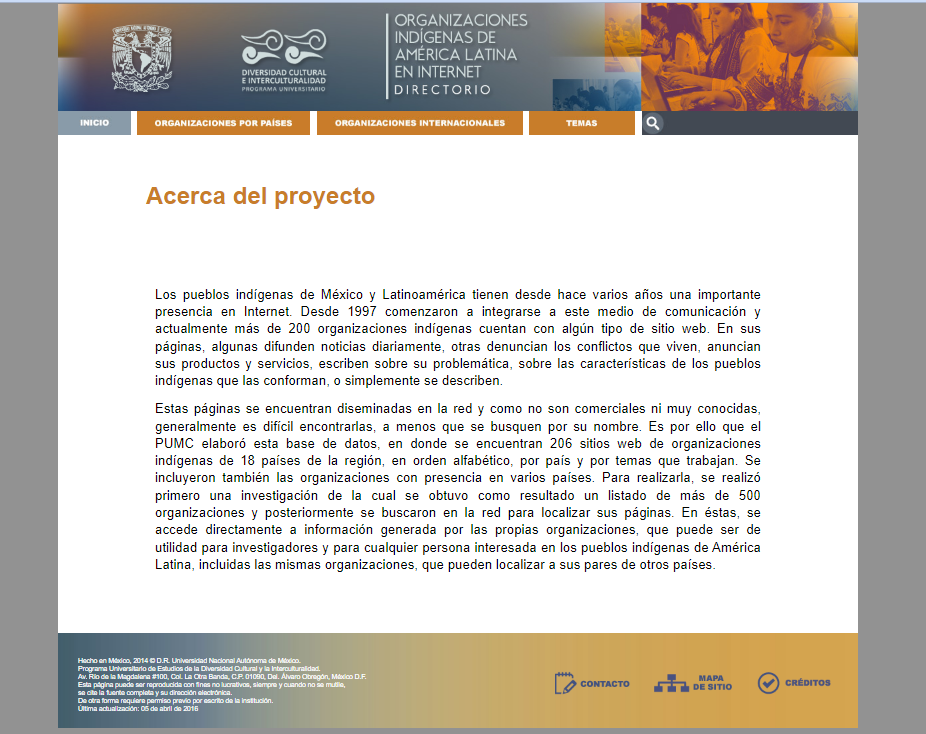 DIVERSIDAD CULTURAL
E INTERCULTURALIDAD
PROGRAMA UNIVERSITARIO
ORGANIZACIONES
INDÍGENAS DE
AMÉRICA LATINA
EN INTERNET
DIRECTORIO
INICIO
ORGANIZACIONES POR PAÍSES
ORGANIZACIONES INTERNACIONALES
TEMAS
Acerca del proyecto
Los pueblos indígenas de México y Latinoamérica tienen desde hace varios años una importante
presencia en Internet. Desde 1997 comenzaron a integrarse a este medio de comunicación y
actualmente más de 200 organizaciones indígenas cuentan con algún tipo de sitio web. En sus
páginas, algunas difunden noticias diariamente, otras denuncian los conflictos que viven, anuncian
sus productos y servicios, escriben sobre su problemática, sobre las características de los pueblos
indígenas que las conforman, o simplemente se describen.
Estas páginas se encuentran diseminadas en la red y como no son comerciales ni muy conocidas,
generalmente es difícil encontrarlas, a menos que se busquen por su nombre. Es por ello que el
PUMC elaboró esta base de datos, en donde se encuentran 206 sitios web de organizaciones
indígenas de 18 países de la región, en orden alfabético, por país y por temas que trabajan. Se
incluyeron también las organizaciones con presencia en varios países. Para realizarla, se realizó
primero una investigación de la cual se obtuvo como resultado un listado de más de 500
organizaciones y posteriormente se buscaron en la red para localizar sus páginas. En éstas, se
accede directamente a información generada por las propias organizaciones, que puede ser de
utilidad para investigadores y para cualquier persona interesada en los pueblos indígenas de América
Latina, incluidas las mismas organizaciones, que pueden localizar a sus pares de otros países.
Hecho en México, 2014 © D.R. Universidad Nacional Autónoma de México.
Programa Universitario de Estudios de la Diversidad Cultural y la Interculturalidad.
Av. Río de la Magdalena #100, Col. La Otra Banda, C.P. 01090, Del. Álvaro Obregón, México D.F.
Esta página puede ser reproducida con fines no lucrativos, siempre y cuando no se mutile,
se cite la fuente completa y su dirección electrónica.
De otra forma requiere permiso previo por escrito de la institución.
Última actualización: 05 de abril de 2016
CONTACTO
MAPA
DE SITIO
CRÉDITOS